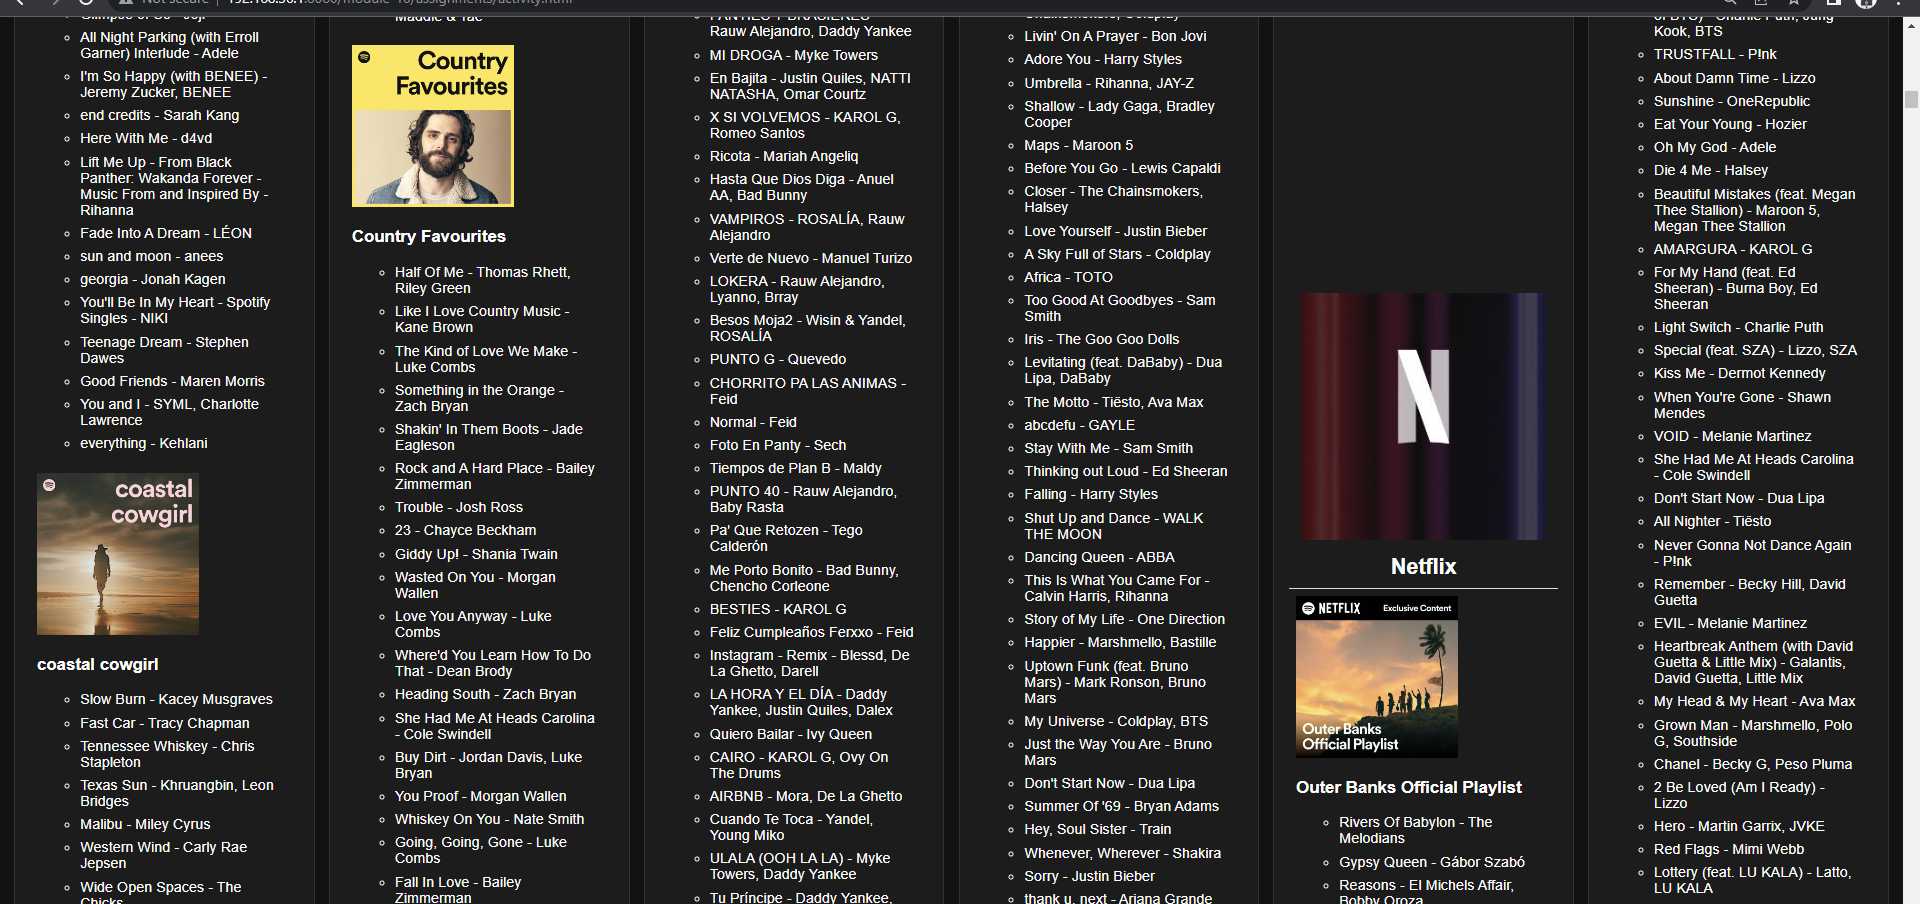 Not secure
192.168.56.1
/module-10/assignments/activity.html
All Night Parking (with Erroll
Garner) Interlude - Adele
I'm So Happy (with BENEE) -
Jeremy Zucker, BENEE
end credits - Sarah Kang
Here With Me - d4vd
Lift Me Up - From Black
Panther: Wakanda Forever -
Music From and Inspired By -
Rihanna
Fade Into A Dream - LÉON
sun and moon - anees
georgia - Jonah Kagen
You'll Be In My Heart - Spotify
Singles - NIKI
Teenage Dream - Stephen
Dawes
Good Friends - Maren Morris
You and I - SYML, Charlotte
Lawrence
everything - Kehlani
coastal
cowgirl
coastal cowgirl
Slow Burn - Kacey Musgraves
Fast Car - Tracy Chapman
Tennessee Whiskey - Chris
Stapleton
Texas Sun - Khruangbin, Leon
Bridges
Malibu - Miley Cyrus
Western Wind - Carly Rae
Jepsen
Wide Open Spaces - The
Chicks
Maddie & Tae
Country
Favourites
Country Favourites
Half Of Me - Thomas Rhett,
Riley Green
Like I Love Country Music -
Kane Brown
The Kind of Love We Make -
Luke Combs
Something in the Orange -
Zach Bryan
Shakin' In Them Boots - Jade
Eagleson
Rock and A Hard Place - Bailey
Zimmerman
Trouble - Josh Ross
23 - Chayce Beckham
Giddy Up! - Shania Twain
Wasted On You - Morgan
Wallen
Love You Anyway - Luke
Combs
Where'd You Learn How To Do
That - Dean Brody
Heading South - Zach Bryan
She Had Me At Heads Carolina
- Cole Swindell
Buy Dirt - Jordan Davis, Luke
Bryan
You Proof - Morgan Wallen
Whiskey On You - Nate Smith
Going, Going, Gone - Luke
Combs
Fall In Love - Bailey
Zimmerman
PANTIES Y BRASIERES -
Rauw Alejandro, Daddy Yankee
MI DROGA - Myke Towers
En Bajita - Justin Quiles, NATTI
NATASHA, Omar Courtz
X SI VOLVEMOS - KAROL G,
Romeo Santos
Ricota - Mariah Angeliq
Hasta Que Dios Diga - Anuel
AA, Bad Bunny
VAMPIROS - ROSALÍA, Rauw
Alejandro
Verte de Nuevo - Manuel Turizo
LOKERA - Rauw Alejandro,
Lyanno, Brray
Besos Moja2 - Wisin & Yandel,
ROSALÍA
PUNTO G - Quevedo
CHORRITO PA LAS ANIMAS -
Feid
Normal - Feid
Foto En Panty - Sech
Tiempos de Plan B - Maldy
PUNTO 40 - Rauw Alejandro,
Baby Rasta
Pa' Que Retozen - Tego
Calderón
Me Porto Bonito - Bad Bunny,
Chencho Corleone
BESTIES - KAROL G
Feliz Cumpleaños Ferxxo - Feid
Instagram - Remix - Blessd, De
La Ghetto, Darell
LA HORA Y EL DÍA - Daddy
Yankee, Justin Quiles, Dalex
Quiero Bailar - Ivy Queen
CAIRO - KAROL G, Ovy On
The Drums
AIRBNB - Mora, De La Ghetto
Cuando Te Toca - Yandel,
Young Miko
ULALA (OOH LA LA) - Myke
Towers, Daddy Yankee
Tu Príncipe - Daddy Yankee,
Chainsmokers, Coldplay
Livin' On A Prayer - Bon Jovi
Adore You - Harry Styles
Umbrella - Rihanna, JAY-Z
Shallow - Lady Gaga, Bradley
Cooper
Maps - Maroon 5
Before You Go - Lewis Capaldi
Closer - The Chainsmokers,
Halsey
Love Yourself - Justin Bieber
A Sky Full of Stars - Coldplay
Africa - TOTO
Too Good At Goodbyes - Sam
Smith
Iris - The Goo Goo Dolls
Levitating (feat. DaBaby) - Dua
Lipa, DaBaby
The Motto - Tiësto, Ava Max
abcdefu - GAYLE
Stay With Me - Sam Smith
Thinking out Loud - Ed Sheeran
Falling - Harry Styles
Shut Up and Dance - WALK
THE MOON
Dancing Queen - ABBA
This Is What You Came For -
Calvin Harris, Rihanna
Story of My Life - One Direction
Happier - Marshmello, Bastille
Uptown Funk (feat. Bruno
Mars) - Mark Ronson, Bruno
Mars
My Universe - Coldplay, BTS
Just the Way You Are - Bruno
Mars
Don't Start Now - Dua Lipa
Summer Of '69 - Bryan Adams
Hey, Soul Sister - Train
Whenever, Wherever - Shakira
Sorry - Justin Bieber
thank u, next - Ariana Grande
N
Netflix
NETFLIX
Exclusive Content
Outer Banks
Official Playlist
Outer Banks Official Playlist
Rivers Of Babylon - The
Melodians
Gypsy Queen - Gábor Szabó
Reasons - El Michels Affair,
Bobby Oroza
of BTS) - Charlie Puth, Jung
Kook, BTS
TRUSTFALL - P!nk
About Damn Time - Lizzo
Sunshine - OneRepublic
Eat Your Young - Hozier
Oh My God - Adele
Die 4 Me - Halsey
Beautiful Mistakes (feat. Megan
Thee Stallion) - Maroon 5,
Megan Thee Stallion
AMARGURA - KAROL G
For My Hand (feat. Ed
Sheeran) - Burna Boy, Ed
Sheeran
Light Switch - Charlie Puth
Special (feat. SZA) - Lizzo, SZA
Kiss Me - Dermot Kennedy
When You're Gone - Shawn
Mendes
VOID - Melanie Martinez
She Had Me At Heads Carolina
- Cole Swindell
Don't Start Now - Dua Lipa
All Nighter - Tiësto
Never Gonna Not Dance Again
- P!nk
Remember - Becky Hill, David
Guetta
EVIL - Melanie Martinez
Heartbreak Anthem (with David
Guetta & Little Mix) - Galantis,
David Guetta, Little Mix
My Head & My Heart - Ava Max
Grown Man - Marshmello, Polo
G, Southside
Chanel - Becky G, Peso Pluma
2 Be Loved (Am I Ready) -
Lizzo
Hero - Martin Garrix, JVKE
Red Flags - Mimi Webb
Lottery (feat. LU KALA) - Latto,
LU KALA